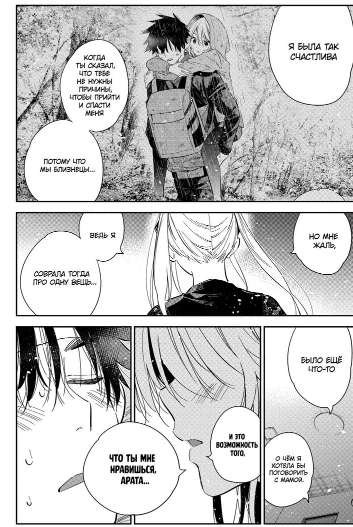 Я БЫЛА ТАК
СЧАСТЛИВА
КОГДА
ТЫ СКАЗАЛ,
ЧТО ТЕБЕ
НЕ НУЖНЫ
ПРИЧИНЫ,
ЧТОБЫ ПРИЙТИ
И СПАСТИ
МЕНЯ
ПОТОМУ ЧТО
МЫ БЛИЗНЕЦЫ...
НО МНЕ
ЖАЛЬ,
ВЕДЬ Я
СОВРАЛА ТОГДА
ПРО ОДНУ ВЕЩЬ...
БЫЛО ЕЩЁ
ЧТО-ТО
О ЧЁМ Я
ХОТЕЛА БЫ
ПОГОВОРИТЬ
С МАМОЙ.
И ЭТО
ВОЗМОЖНОСТЬ
ТОГО,
ЧТО ТЫ МНЕ
НРАВИШЬСЯ,
АРАТА...